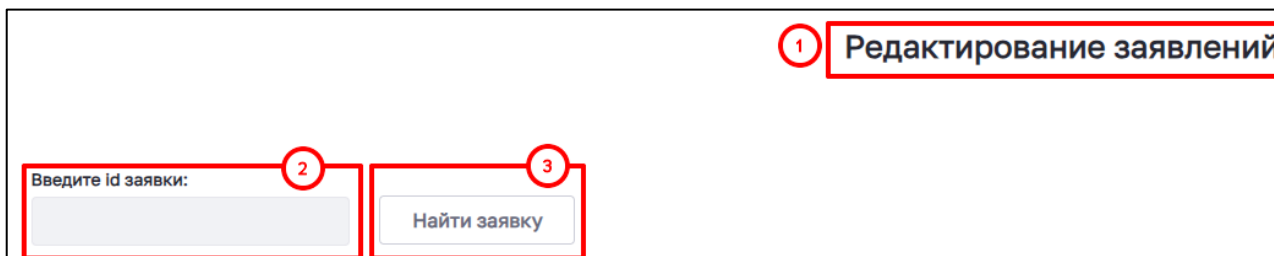 1 Редактирование заявлений
2 3
Введите id заявки:
Найти заявку